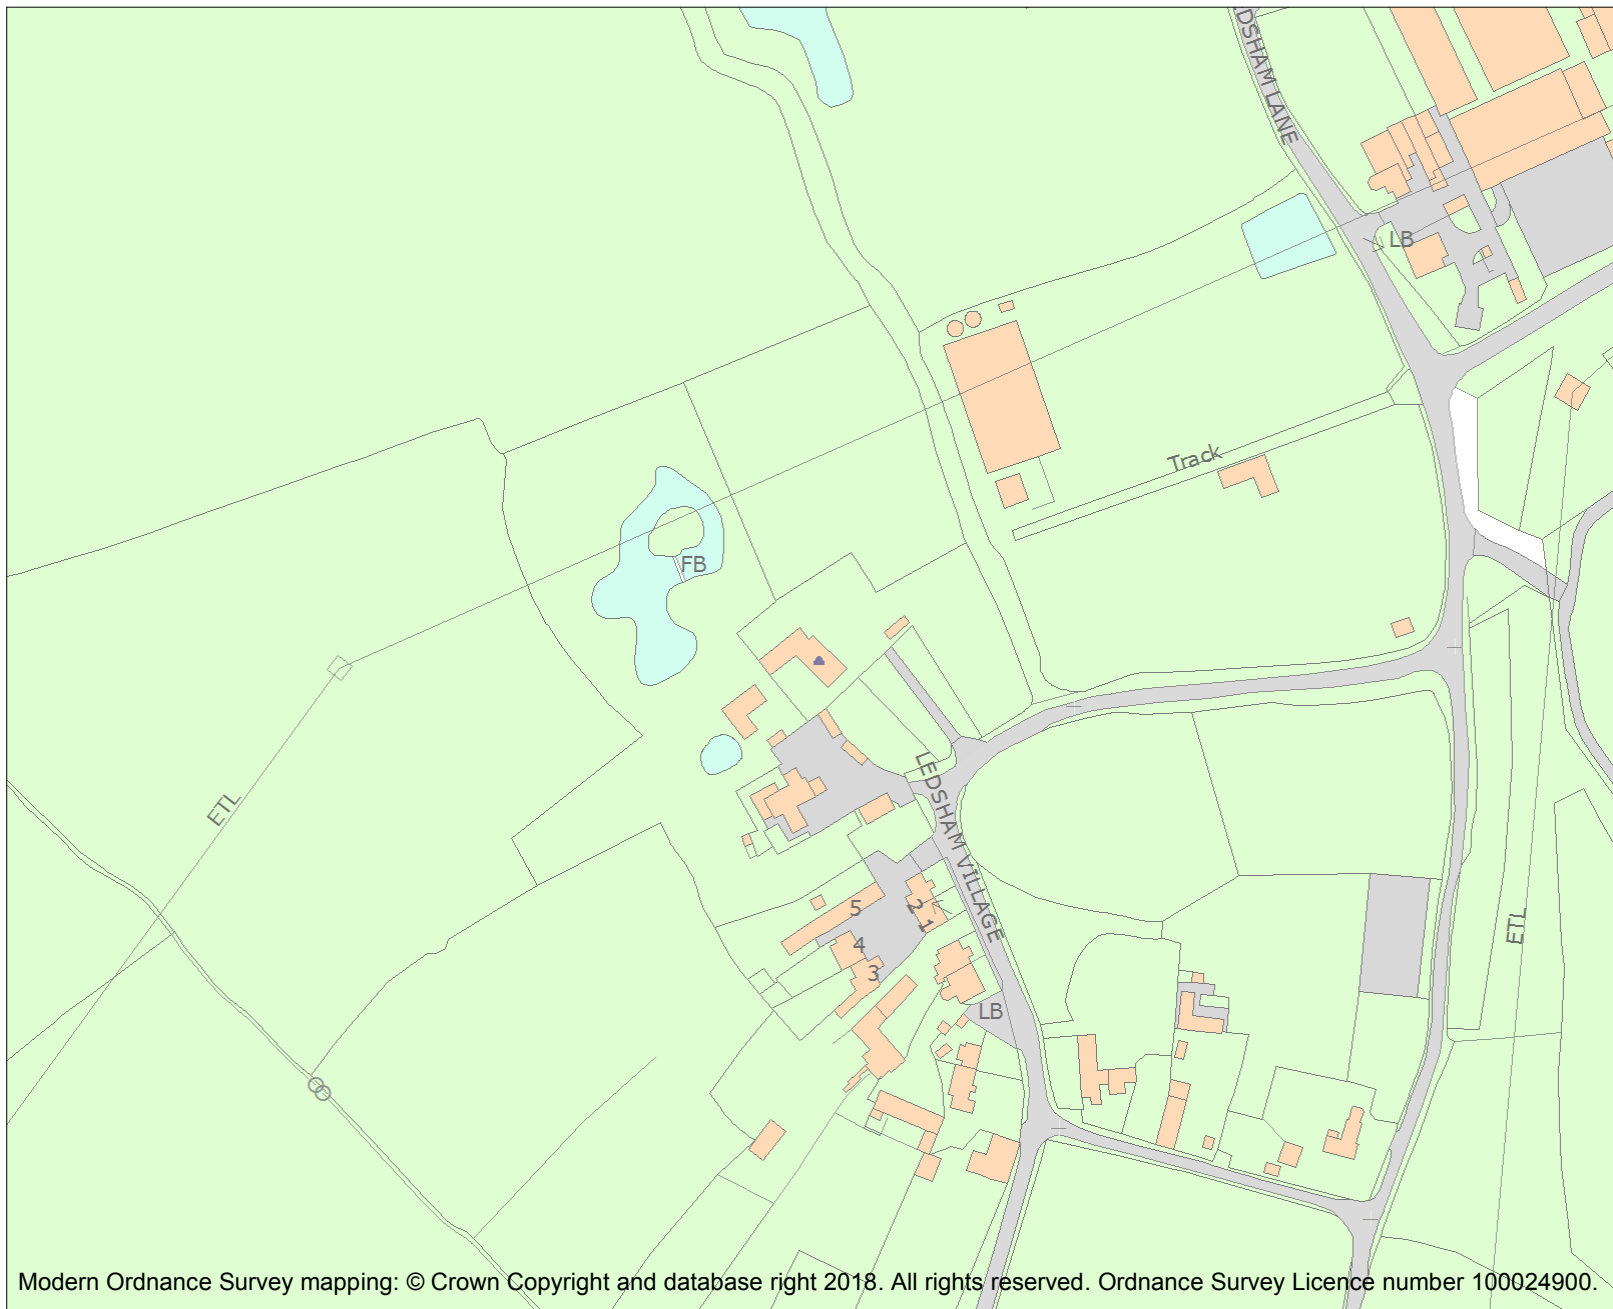 DSHAM LANE
LB
Track
FB
ETL
LEDSHAM VILLAGE
5
2
1
4
3
ETL
LB
Modern Ordnance Survey mapping: © Crown Copyright and database right 2018. All rights reserved. Ordnance Survey Licence number 100024900.